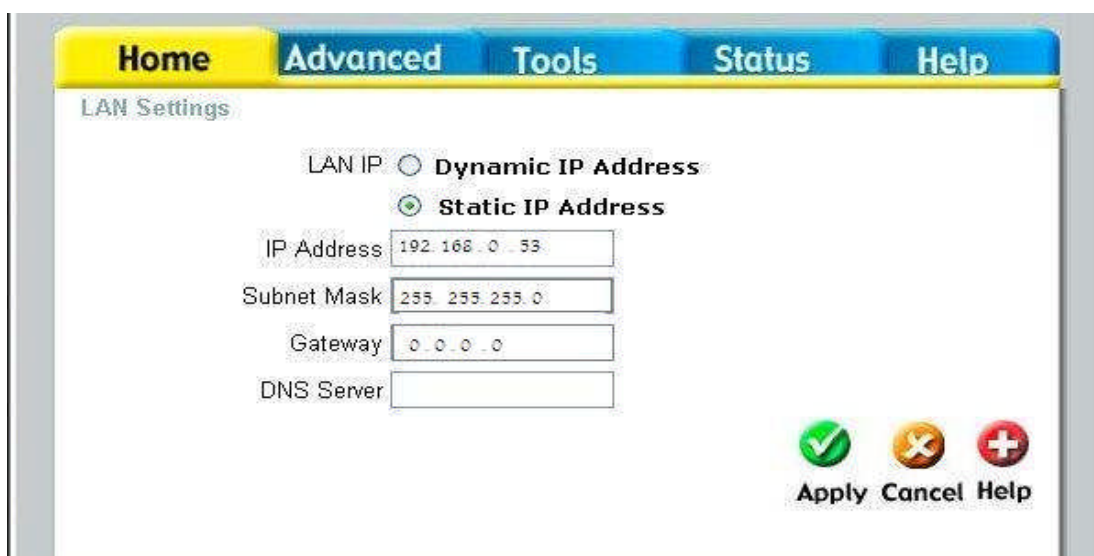 Home Advanced Tools Status Help
LAN Settings
LAN IP Dynamic IP Address
Static IP Address
IP Address 192.168.0.53
Subnet Mask 255.255.255.0
Gateway 0.0.0.0
DNS Server
Apply Cancel Help